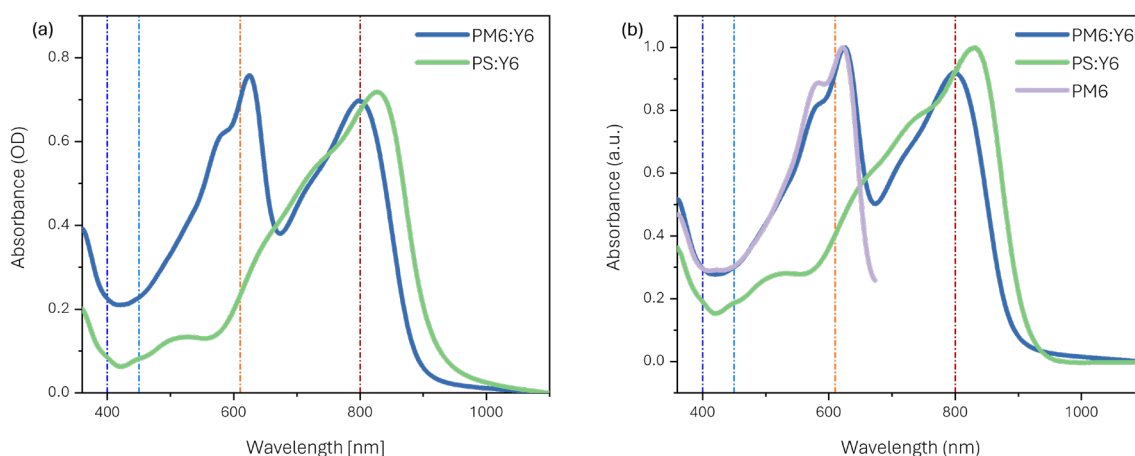 (a)
PM6:Y6
PS:Y6
0.8
0.6
0.4
0.2
0.0
Absorbance (OD)
400
600
800
1000
Wavelength [nm]
(b)
PM6:Y6
PS:Y6
PM6
1.0
0.8
0.6
0.4
0.2
0.0
Absorbance (a.u.)
400
600
800
1000
Wavelength (nm)